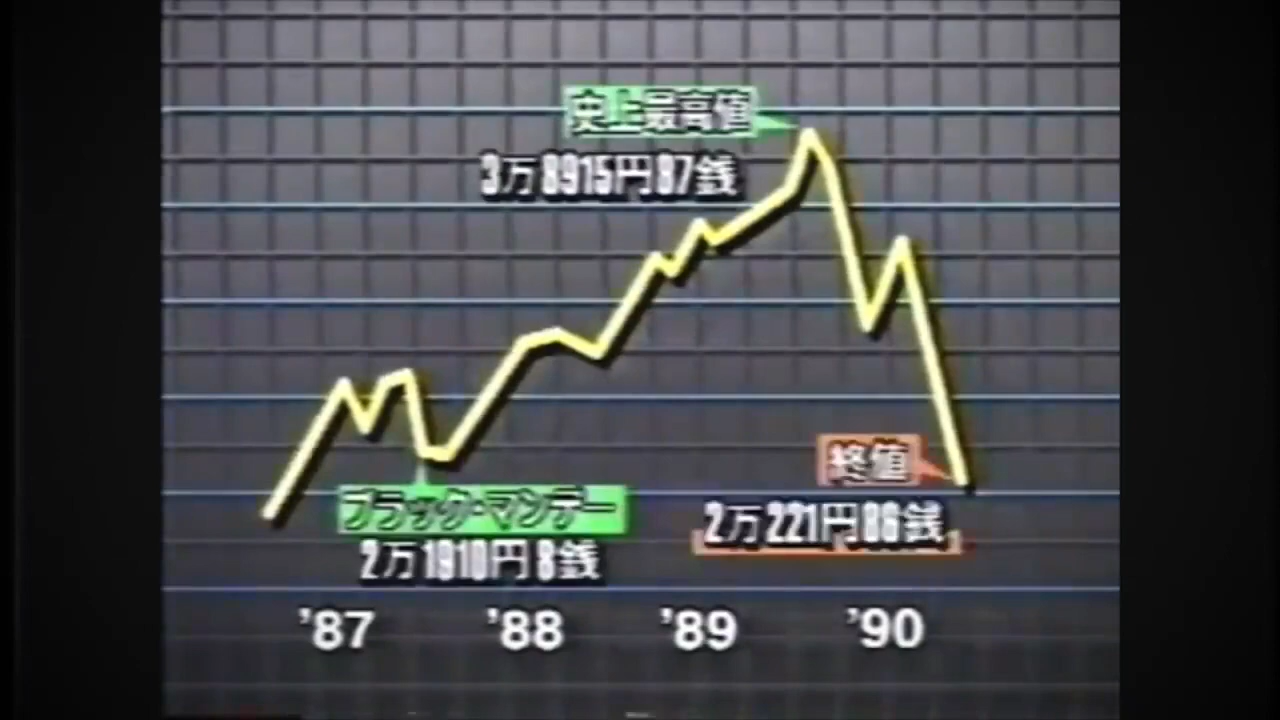 史上最高値
3万8915円87銭
終値
2万221円86銭
ブラック・マンデー
2万1910円8銭
'87 '88 '89 '90